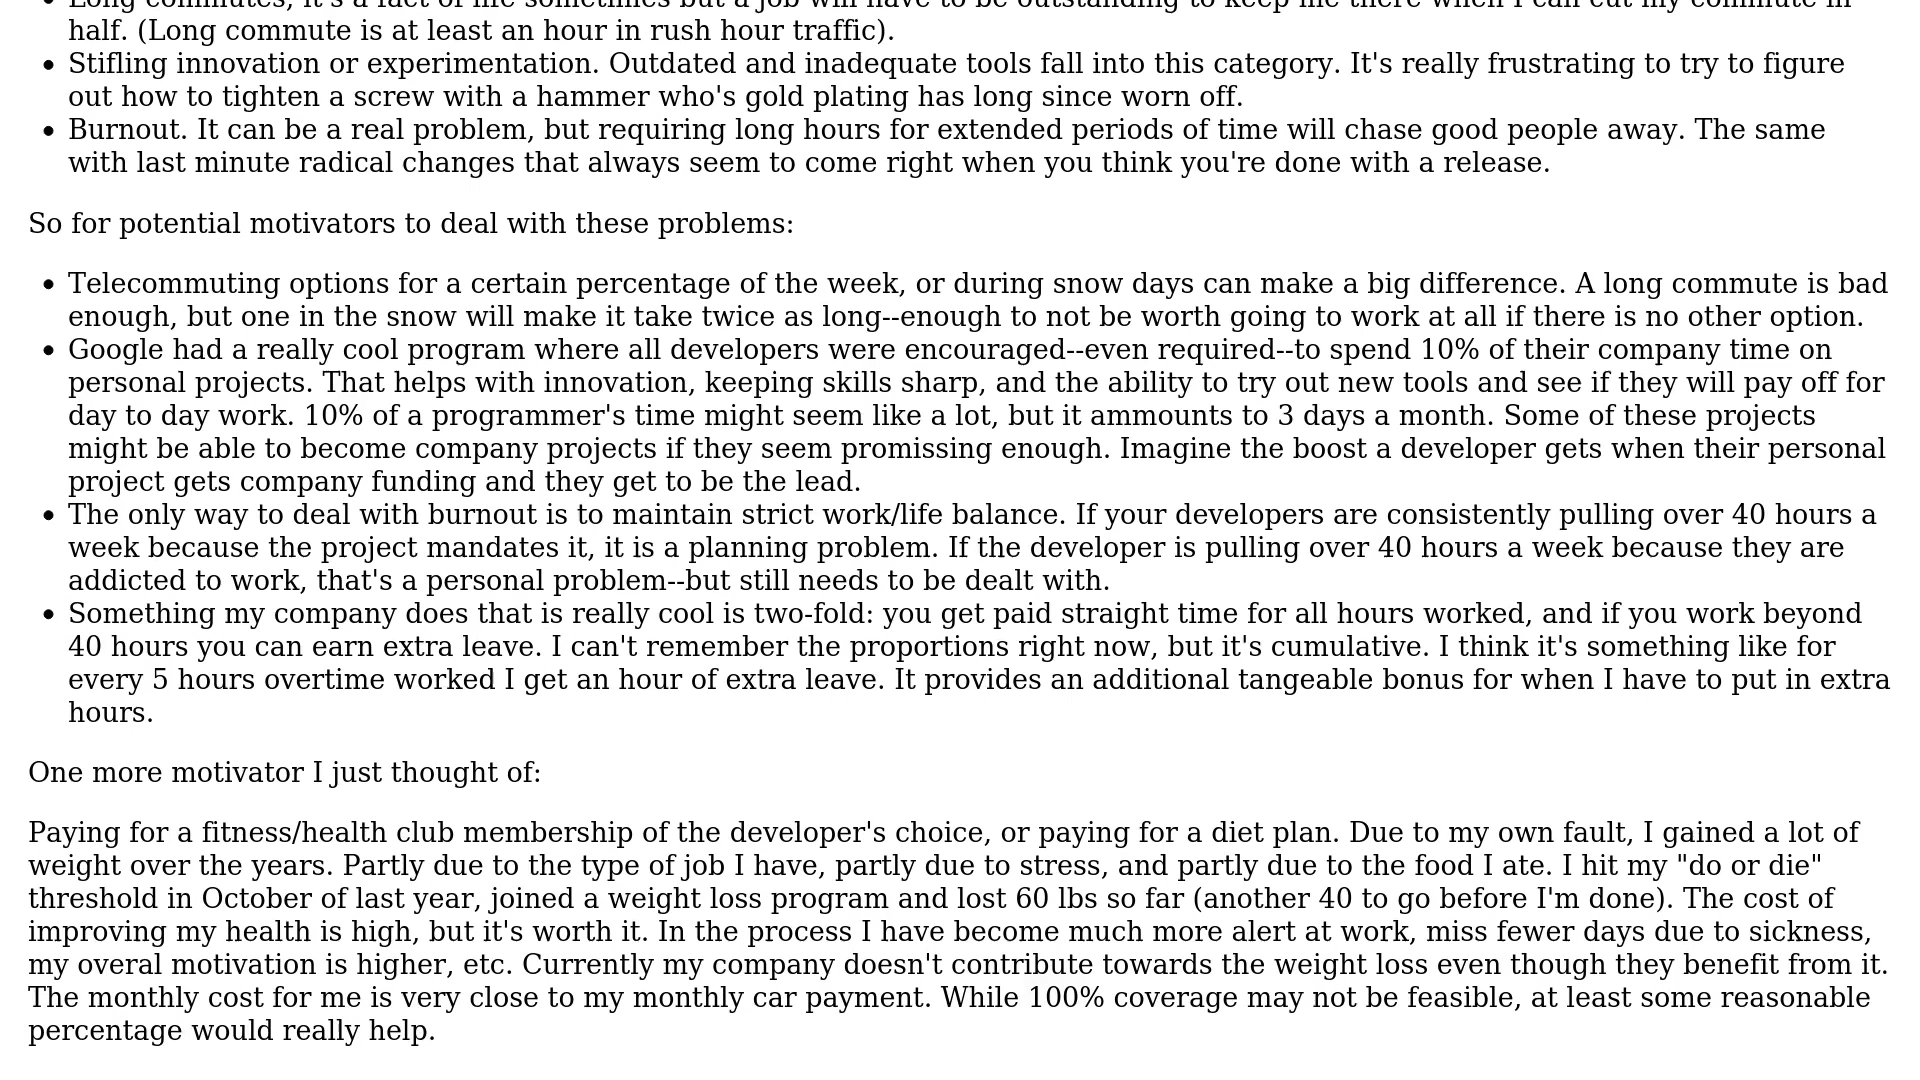 Long commutes, it's a fact of life sometimes but a job will have to be outstanding to keep me there when I can cut my commute in
half. (Long commute is at least an hour in rush hour traffic).
Stifling innovation or experimentation. Outdated and inadequate tools fall into this category. It's really frustrating to try to figure
out how to tighten a screw with a hammer who's gold plating has long since worn off.
Burnout. It can be a real problem, but requiring long hours for extended periods of time will chase good people away. The same
with last minute radical changes that always seem to come right when you think you're done with a release.
So for potential motivators to deal with these problems:
Telecommuting options for a certain percentage of the week, or during snow days can make a big difference. A long commute is bad
enough, but one in the snow will make it take twice as long--enough to not be worth going to work at all if there is no other option.
Google had a really cool program where all developers were encouraged--even required--to spend 10% of their company time on
personal projects. That helps with innovation, keeping skills sharp, and the ability to try out new tools and see if they will pay off for
day to day work. 10% of a programmer's time might seem like a lot, but it ammounts to 3 days a month. Some of these projects
might be able to become company projects if they seem promissing enough. Imagine the boost a developer gets when their personal
project gets company funding and they get to be the lead.
The only way to deal with burnout is to maintain strict work/life balance. If your developers are consistently pulling over 40 hours a
week because the project mandates it, it is a planning problem. If the developer is pulling over 40 hours a week because they are
addicted to work, that's a personal problem--but still needs to be dealt with.
Something my company does that is really cool is two-fold: you get paid straight time for all hours worked, and if you work beyond
40 hours you can earn extra leave. I can't remember the proportions right now, but it's cumulative. I think it's something like for
every 5 hours overtime worked I get an hour of extra leave. It provides an additional tangeable bonus for when I have to put in extra
hours.
One more motivator I just thought of:
Paying for a fitness/health club membership of the developer's choice, or paying for a diet plan. Due to my own fault, I gained a lot of
weight over the years. Partly due to the type of job I have, partly due to stress, and partly due to the food I ate. I hit my "do or die"
threshold in October of last year, joined a weight loss program and lost 60 lbs so far (another 40 to go before I'm done). The cost of
improving my health is high, but it's worth it. In the process I have become much more alert at work, miss fewer days due to sickness,
my overal motivation is higher, etc. Currently my company doesn't contribute towards the weight loss even though they benefit from it.
The monthly cost for me is very close to my monthly car payment. While 100% coverage may not be feasible, at least some reasonable
percentage would really help.